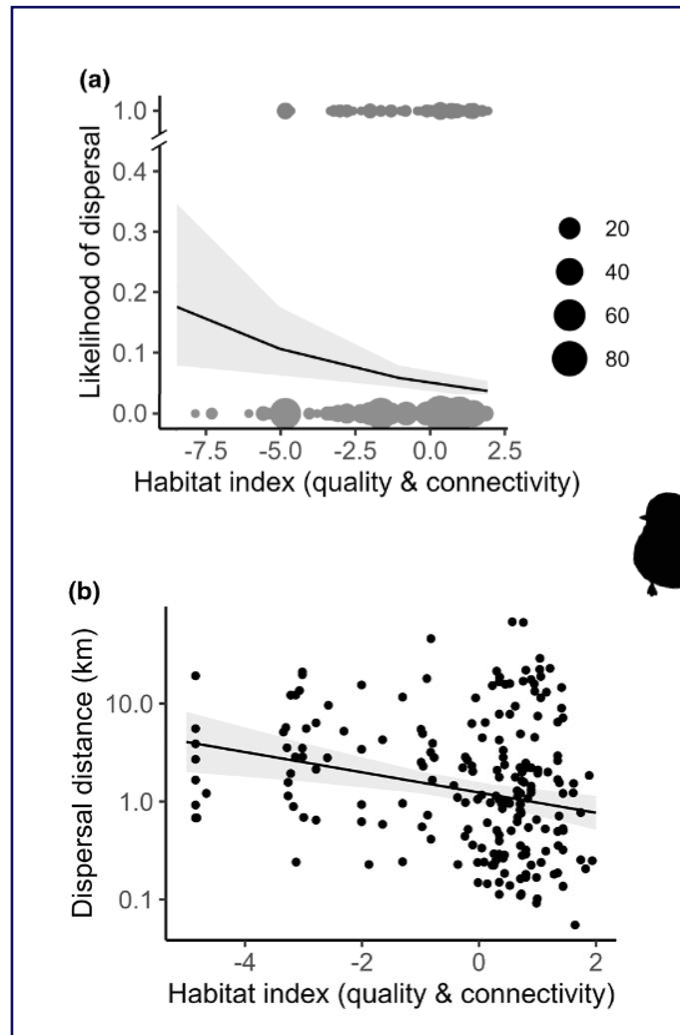 (a)
Likelihood of dispersal
1.0
0.4
0.3
0.2
0.1
0.0
-7.5 -5.0 -2.5 0.0 2.5
Habitat index (quality & connectivity)
20
40
60
80
(b)
Dispersal distance (km)
10.0
1.0
0.1
-4 -2 0 2
Habitat index (quality & connectivity)